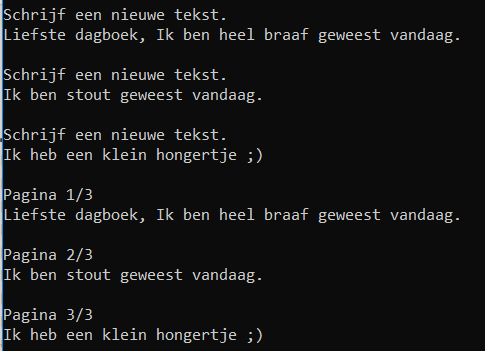 Schrijf een nieuwe tekst.
Liefste dagboek, Ik ben heel braaf geweest vandaag.
Schrijf een nieuwe tekst.
Ik ben stout geweest vandaag.
Schrijf een nieuwe tekst.
Ik heb een klein hongertje ;)
Pagina 1/3
Liefste dagboek, Ik ben heel braaf geweest vandaag.
Pagina 2/3
Ik ben stout geweest vandaag.
Pagina 3/3
Ik heb een klein hongertje ;)